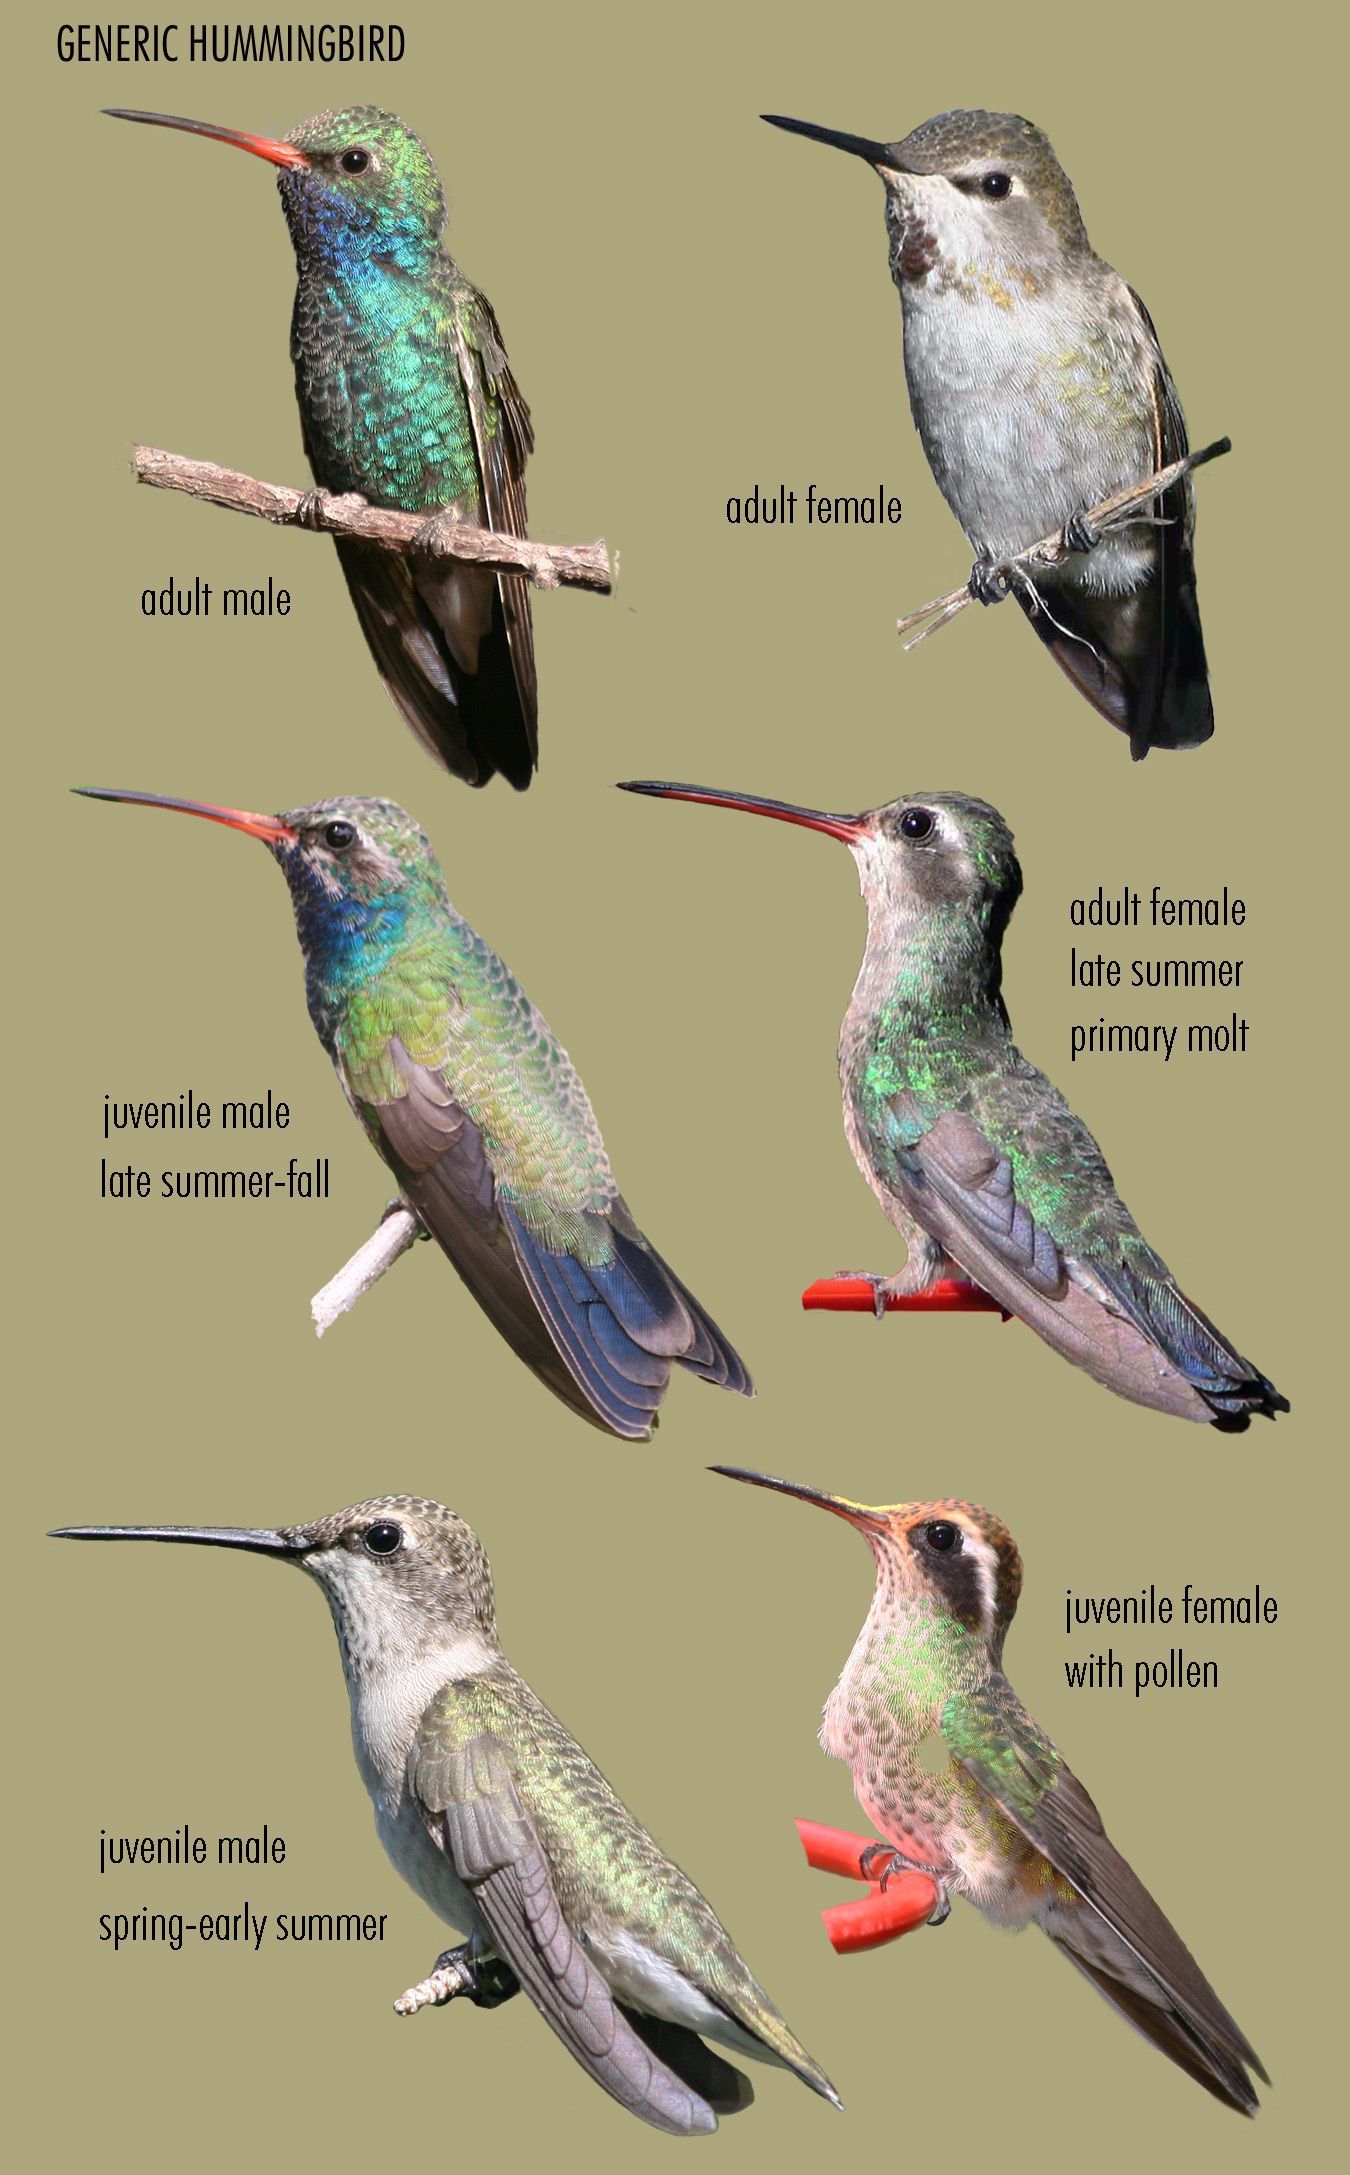 GENERIC HUMMINGBIRD
adult male
adult female
juvenile male
late summer-fall
adult female
late summer
primary molt
juvenile male
spring-early summer
juvenile female
with pollen